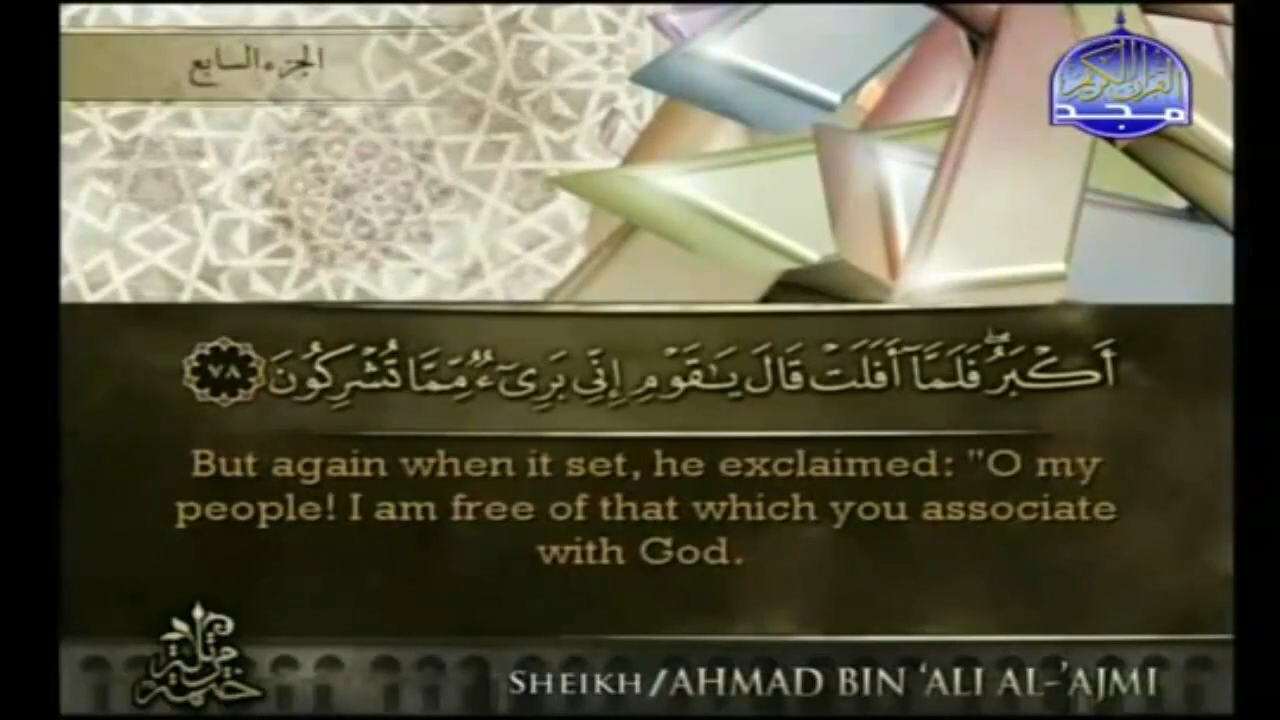 الجزء السابع
القرآن الكريم
مجد
أَكْبَرُ ۖ فَلَمَّآ أَفَلَتْ قَالَ يَـٰقَوْمِ إِنِّى بَرِىٓءٌ مِّمَّا تُشْرِكُونَ ٧٨
But again when it set, he exclaimed: "O my
people! I am free of that which you associate
with God.
ختمة مرتلة
SHEIKH/AHMAD BIN ‘ALI AL-’AJMI